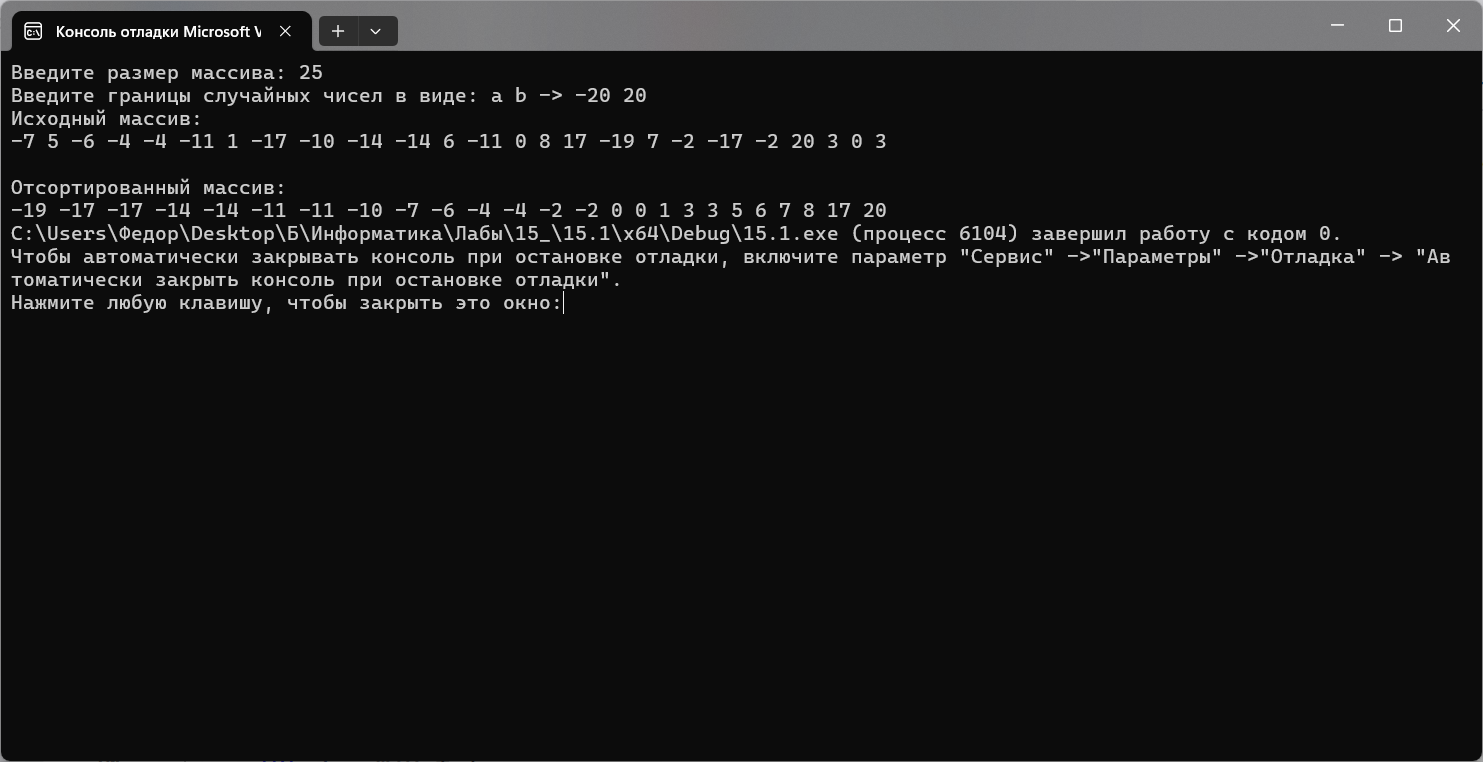 Консоль отладки Microsoft V
Введите размер массива: 25
Введите границы случайных чисел в виде: a b -> -20 20
Исходный массив:
-7 5 -6 -4 -4 -11 1 -17 -10 -14 -14 6 -11 0 8 17 -19 7 -2 -17 -2 20 3 0 3
Отсортированный массив:
-19 -17 -17 -14 -14 -11 -11 -10 -7 -6 -4 -4 -2 -2 0 0 1 3 3 5 6 7 8 17 20
C:\Users\Федор\Desktop\Б\Информатика\Лабы\15_\15.1\x64\Debug\15.1.exe (процесс 6104) завершил работу с кодом 0.
Чтобы автоматически закрывать консоль при остановке отладки, включите параметр "Сервис" ->"Параметры" ->"Отладка" -> "Ав
томатически закрыть консоль при остановке отладки".
Нажмите любую клавишу, чтобы закрыть это окно: